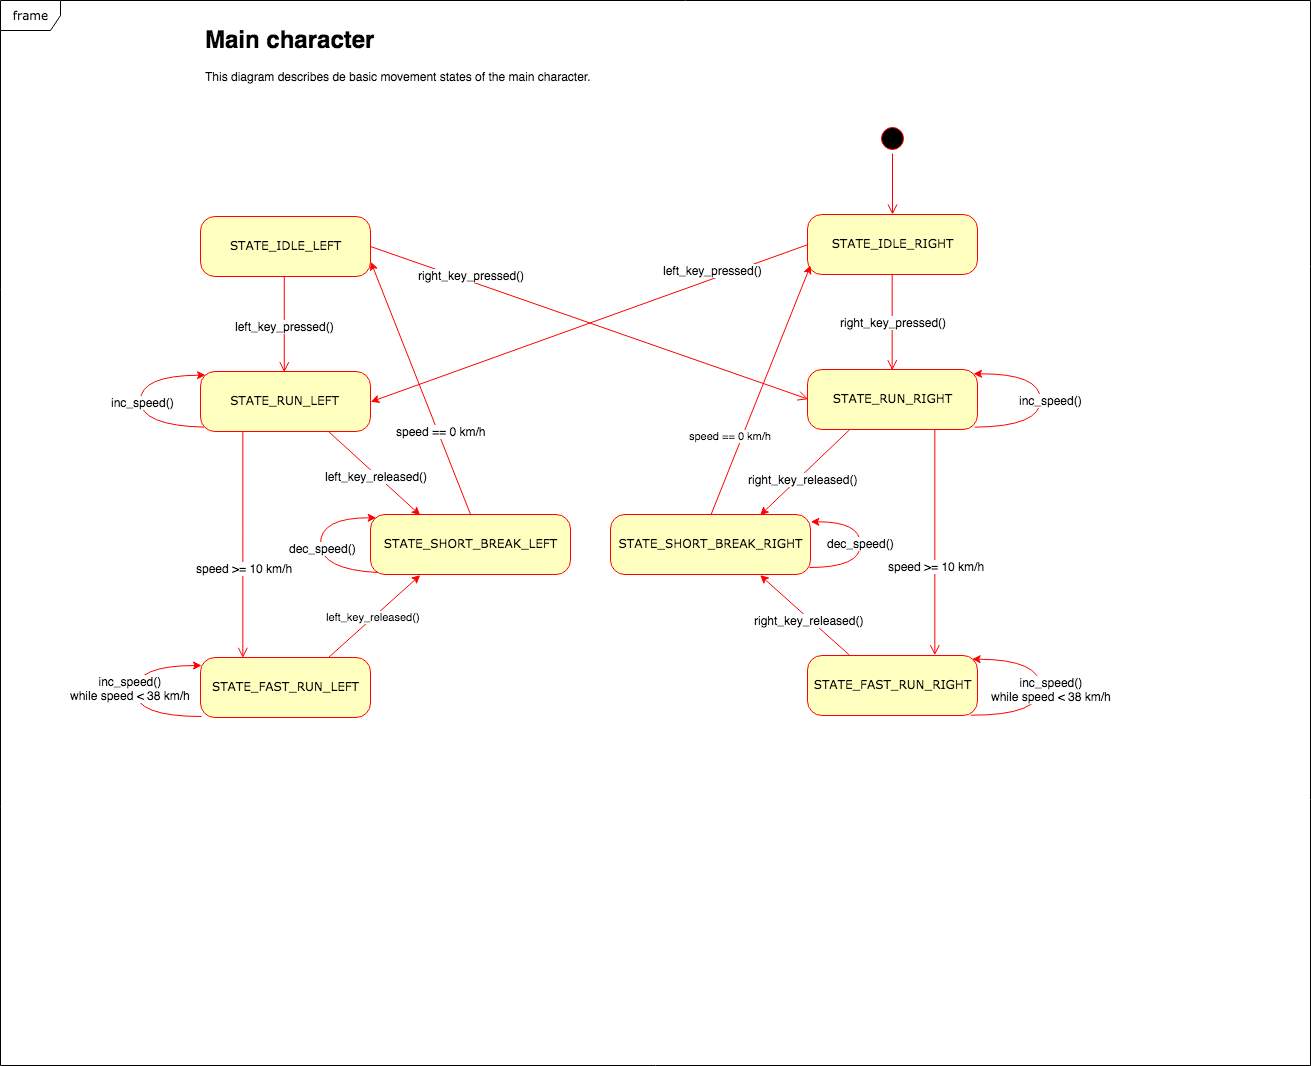 frame
Main character
This diagram describes de basic movement states of the main character.
STATE_IDLE_LEFT
STATE_IDLE_RIGHT
right_key_pressed()
left_key_pressed()
left_key_pressed()
right_key_pressed()
STATE_RUN_LEFT
STATE_RUN_RIGHT
inc_speed()
inc_speed()
speed == 0 km/h
speed == 0 km/h
left_key_released()
right_key_released()
STATE_SHORT_BREAK_LEFT
STATE_SHORT_BREAK_RIGHT
dec_speed()
dec_speed()
speed >= 10 km/h
speed >= 10 km/h
left_key_released()
right_key_released()
inc_speed()
while speed < 38 km/h
STATE_FAST_RUN_LEFT
STATE_FAST_RUN_RIGHT
inc_speed()
while speed < 38 km/h